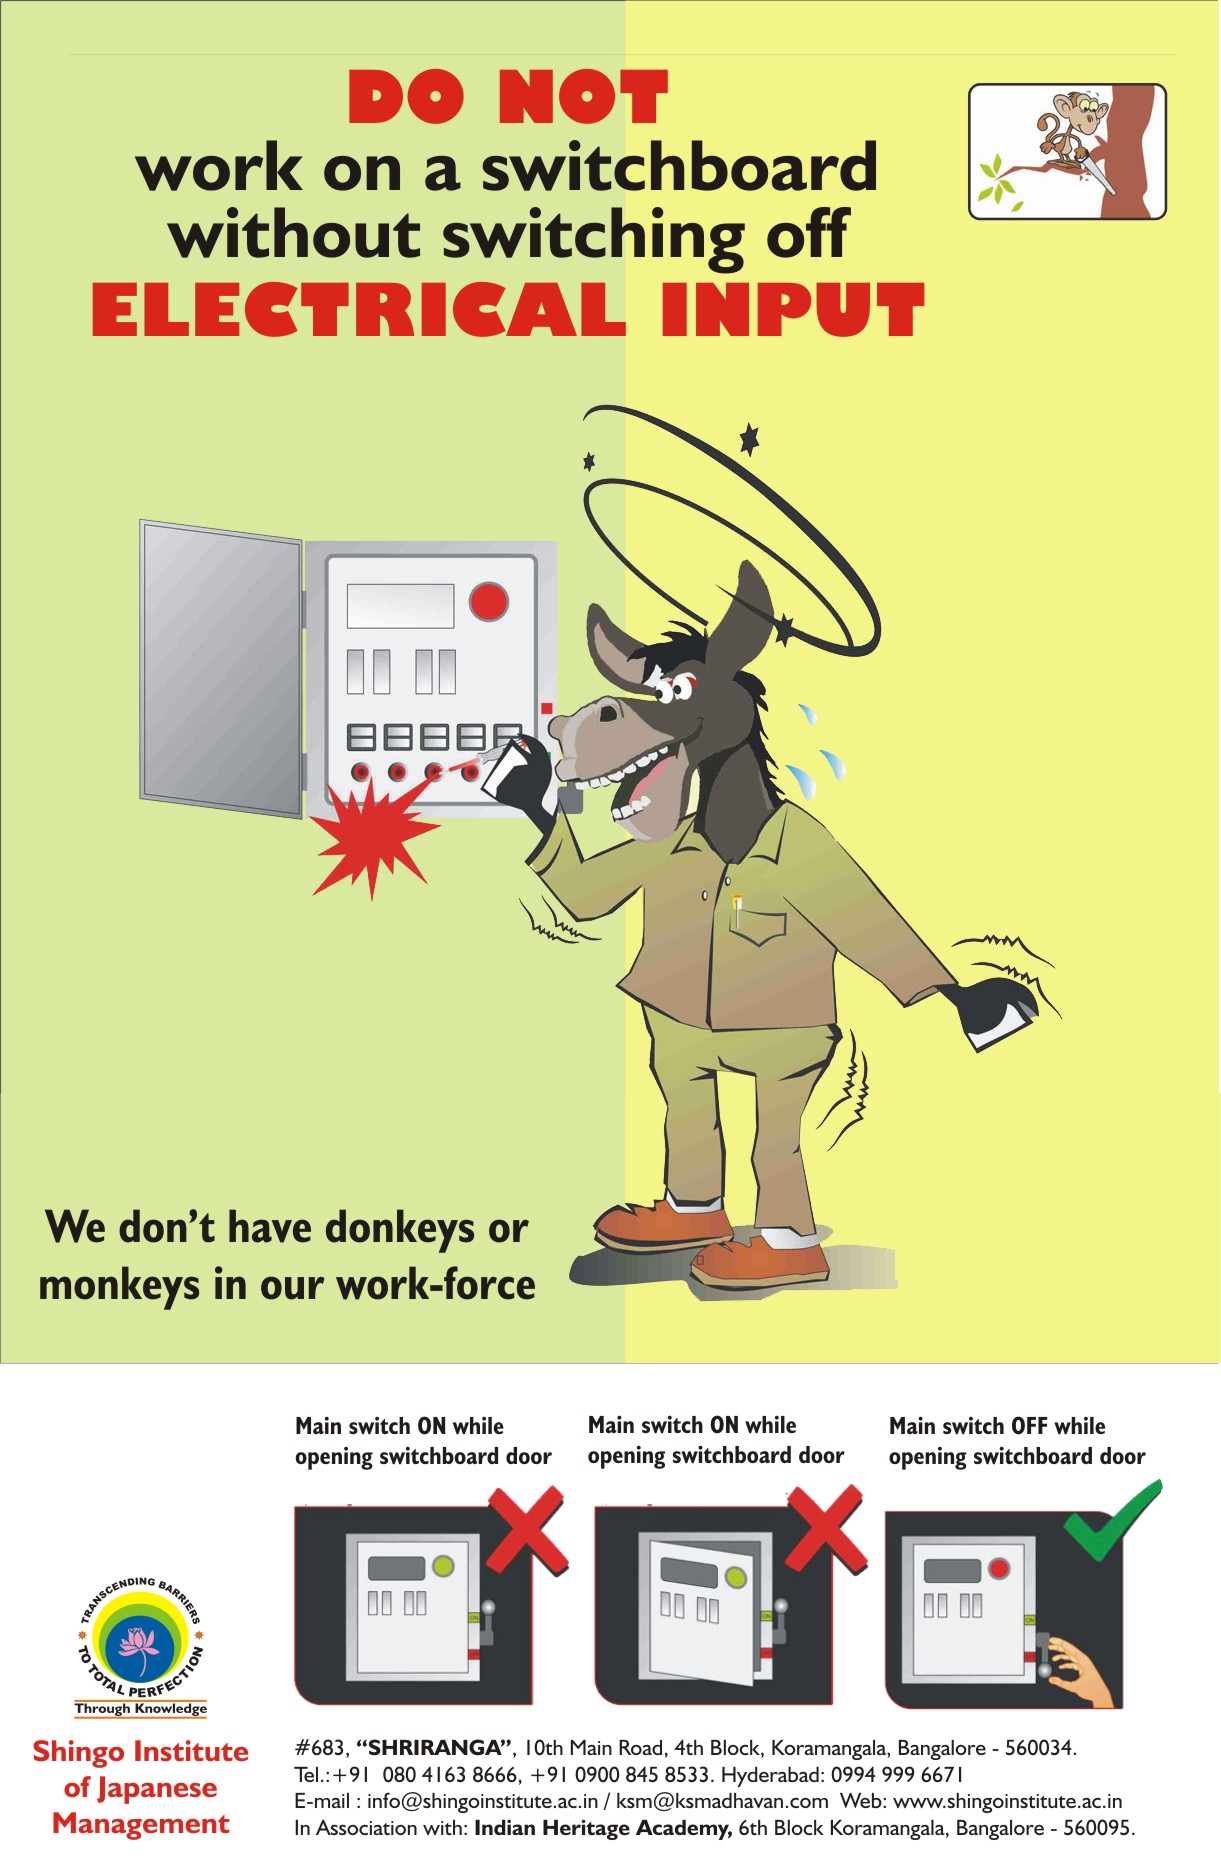 DO NOT
work on a switchboard
without switching off
ELECTRICAL INPUT
We don't have donkeys or
monkeys in our work-force
Main switch ON while
opening switchboard door
Main switch ON while
opening switchboard door
Main switch OFF while
opening switchboard door
ON
ON
ON
TRANSCENDING BARRIERS
TO TOTAL PERFECTION
Through Knowledge
Shingo Institute
of Japanese
Management
#683, “SHRIRANGA”, 10th Main Road, 4th Block, Koramangala, Bangalore - 560034.
Tel.:+91 080 4163 8666, +91 0900 845 8533. Hyderabad: 0994 999 6671
E-mail : info@shingoinstitute.ac.in / ksm@ksmadhavan.com Web: www.shingoinstitute.ac.in
In Association with: Indian Heritage Academy, 6th Block Koramangala, Bangalore - 560095.